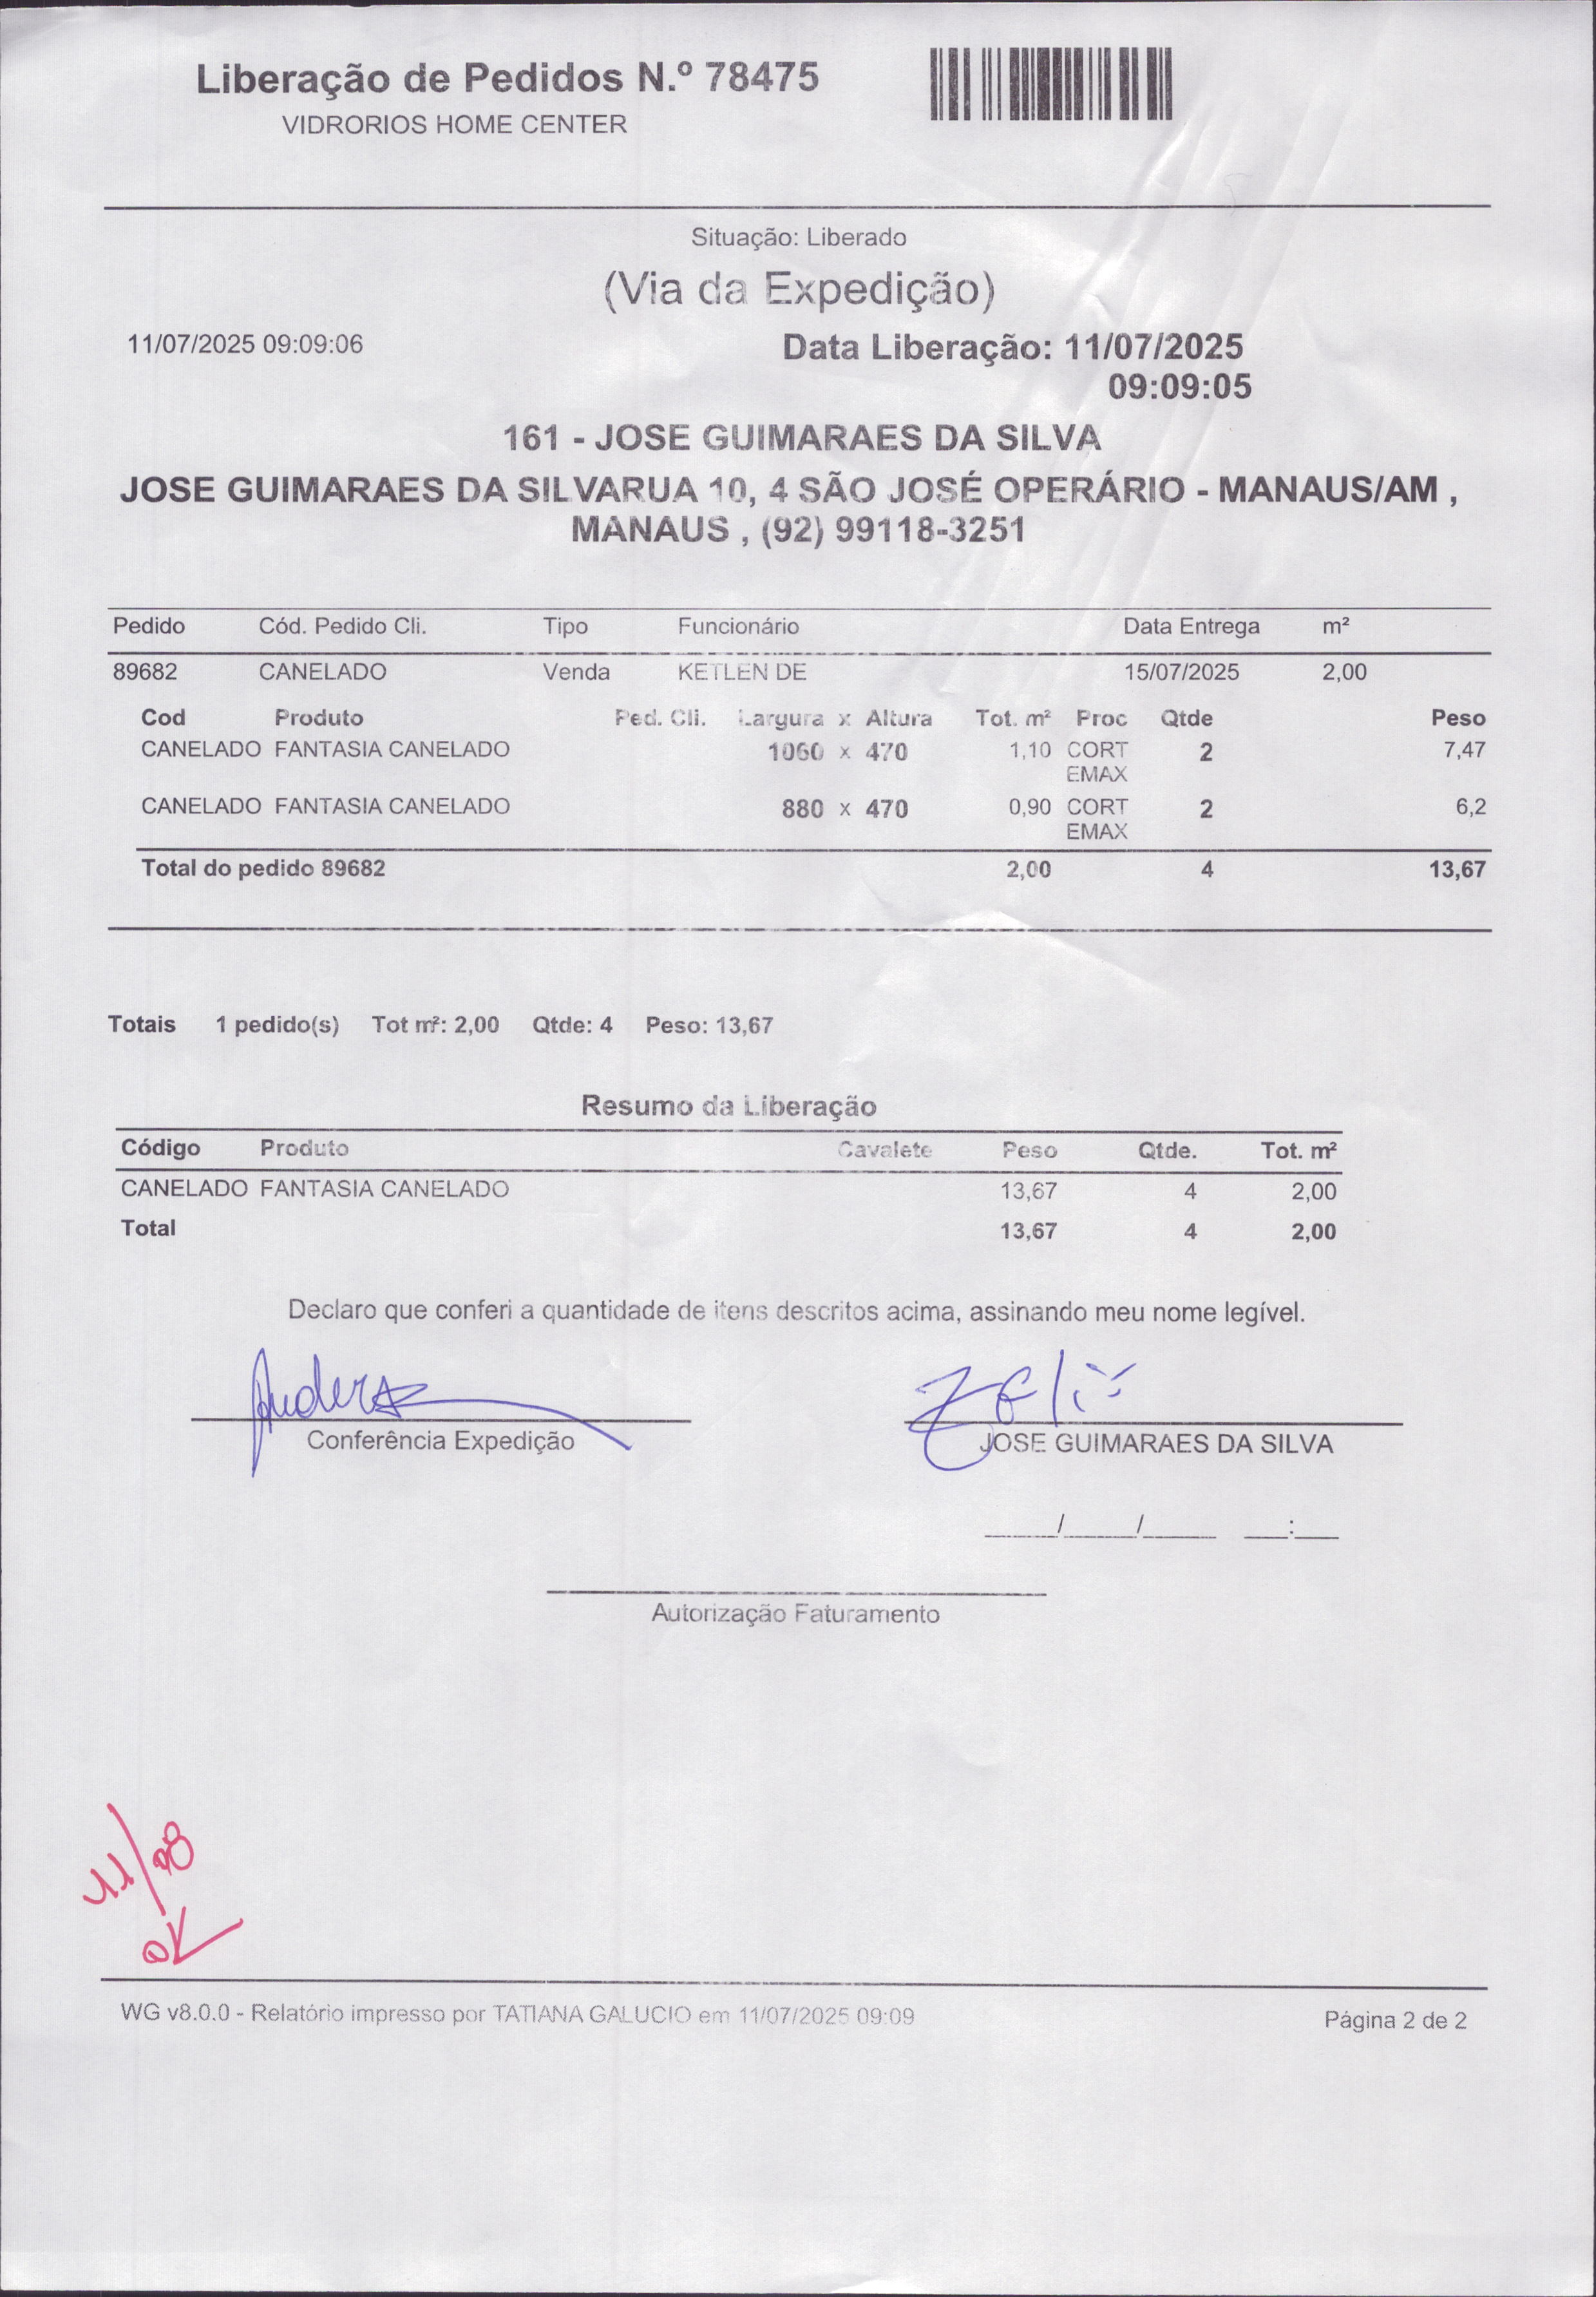 Liberação de Pedidos N.º 78475
VIDRORIOS HOME CENTER
Situação: Liberado
(Via da Expedição)
11/07/2025 09:09:06
Data Liberação: 11/07/2025
09:09:05
161 - JOSE GUIMARAES DA SILVA
JOSE GUIMARAES DA SILVARUA 10, 4 SÃO JOSÉ OPERÁRIO - MANAUS/AM ,
MANAUS , (92) 99118-3251
Pedido Cód. Pedido Cli. Tipo Funcionário Data Entrega m²
89682 CANELADO Venda KETLEN DE 15/07/2025 2,00
Cod Produto Ped. Cli. Largura x Altura Tot. m² Proc Qtde Peso
CANELADO FANTASIA CANELADO 1060 x 470 1,10 CORT 2 7,47
EMAX
CANELADO FANTASIA CANELADO 880 x 470 0,90 CORT 2 6,2
EMAX
Total do pedido 89682 2,00 4 13,67
Totais 1 pedido(s) Tot m²: 2,00 Qtde: 4 Peso: 13,67
Resumo da Liberação
Código Produto Cavalete Peso Qtde. Tot. m²
CANELADO FANTASIA CANELADO 13,67 4 2,00
Total 13,67 4 2,00
Declaro que conferi a quantidade de itens descritos acima, assinando meu nome legível.
Conferência Expedição
JOSE GUIMARAES DA SILVA
____/____/____ ___:___
Autorização Faturamento
11/08
OK
WG v8.0.0 - Relatório impresso por TATIANA GALUCIO em 11/07/2025 09:09
Página 2 de 2